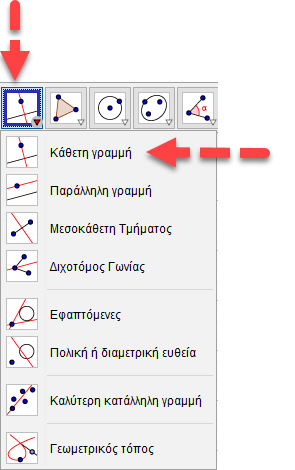 α
Κάθετη γραμμή
Παράλληλη γραμμή
Μεσοκάθετη Τμήματος
Διχοτόμος Γωνίας
Εφαπτόμενες
Πολική ή διαμετρική ευθεία
Καλύτερη κατάλληλη γραμμή
Γεωμετρικός τόπος